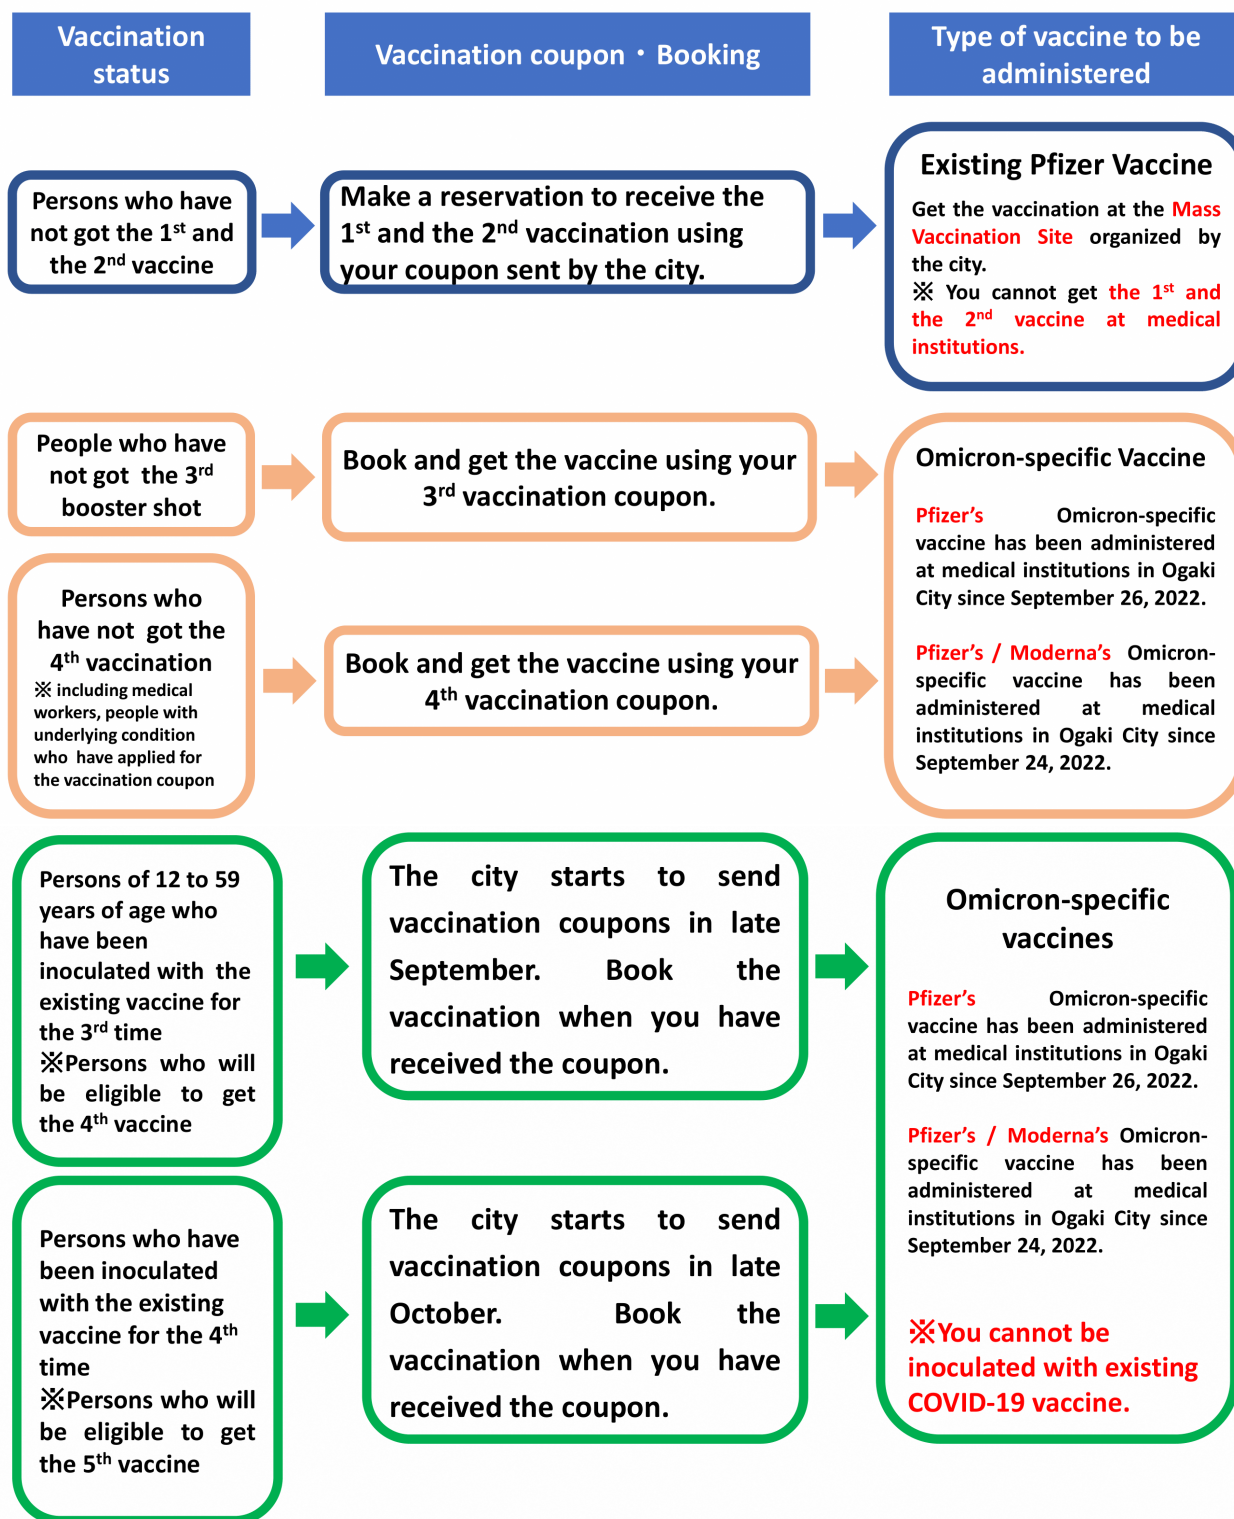 Vaccination
status
Vaccination coupon・Booking
Type of vaccine to be
administered
Persons who have
not got the 1st and
the 2nd vaccine
Make a reservation to receive the
1st and the 2nd vaccination using
your coupon sent by the city.
Existing Pfizer Vaccine
Get the vaccination at the Mass
Vaccination Site organized by
the city.
※ You cannot get the 1st and
the 2nd vaccine at medical
institutions.
People who have
not got the 3rd
booster shot
Book and get the vaccine using your
3rd vaccination coupon.
Persons who
have not got the
4th vaccination
※ including medical
workers, people with
underlying condition
who have applied for
the vaccination coupon
Book and get the vaccine using your
4th vaccination coupon.
Omicron-specific Vaccine
Pfizer's Omicron-specific
vaccine has been administered
at medical institutions in Ogaki
City since September 26, 2022.
Pfizer's / Moderna's Omicron-
specific vaccine has been
administered at medical
institutions in Ogaki City since
September 24, 2022.
Persons of 12 to 59
years of age who
have been
inoculated with the
existing vaccine for
the 3rd time
※Persons who will
be eligible to get
the 4th vaccine
The city starts to send
vaccination coupons in late
September. Book the
vaccination when you have
received the coupon.
Persons who have
been inoculated
with the existing
vaccine for the 4th
time
※Persons who will
be eligible to get
the 5th vaccine
The city starts to send
vaccination coupons in late
October. Book the
vaccination when you have
received the coupon.
Omicron-specific
vaccines
Pfizer's Omicron-specific
vaccine has been administered
at medical institutions in Ogaki
City since September 26, 2022.
Pfizer's / Moderna's Omicron-
specific vaccine has been
administered at medical
institutions in Ogaki City since
September 24, 2022.
※You cannot be
inoculated with existing
COVID-19 vaccine.